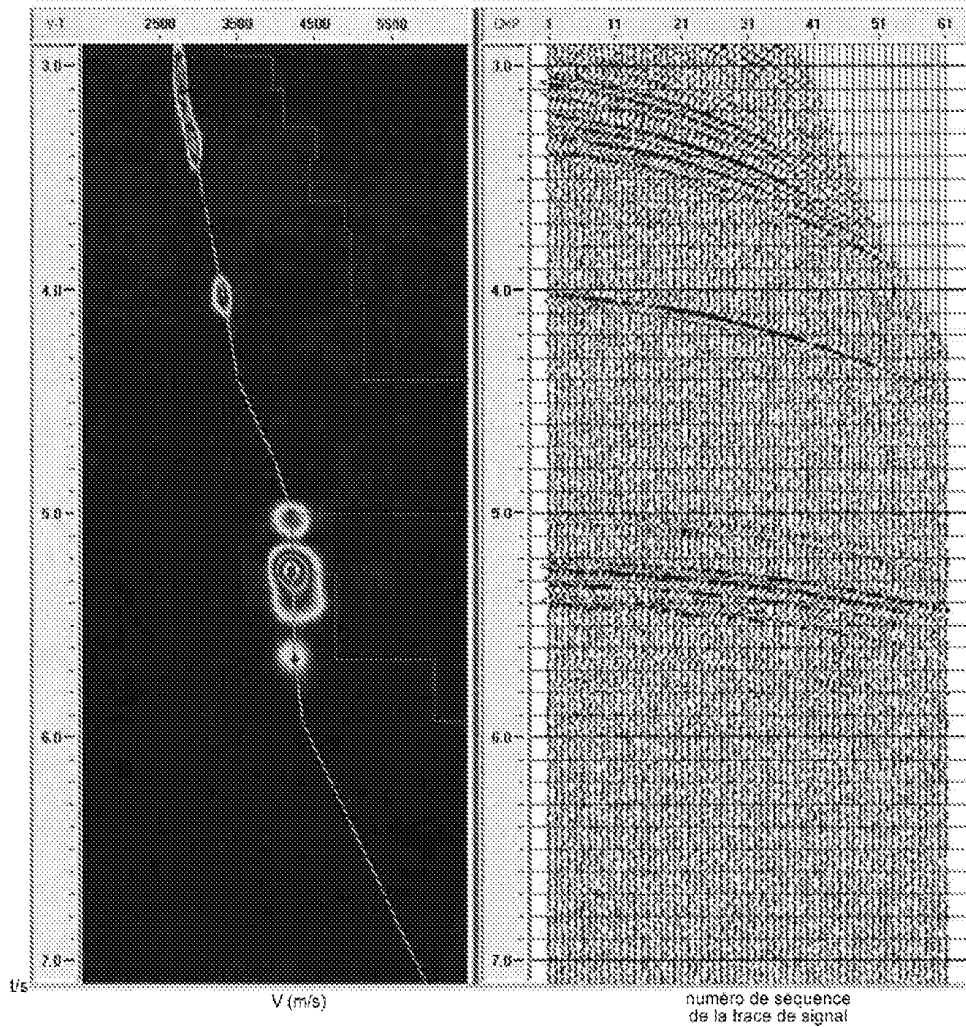 V-T 2500 3500 4500 5500
CMP 1 11 21 31 41 51 61
3.0 3.0
4.0 4.0
5.0 5.0
6.0 6.0
7.0 7.0
t/s
V (m/s)
numéro de séquence
de la trace de signal